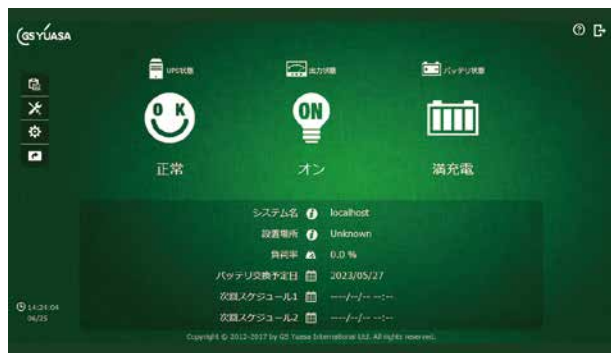 GS YUASA
UPS状態
出力状態
バッテリ状態
OK
ON
正常
オン
満充電
システム名 localhost
設置場所 Unknown
負荷率 0.0 %
バッテリ交換予定日 2023/05/27
次回スケジュール1 ----/--/-- --:--
次回スケジュール2 ----/--/-- --:--
14:24:04
06/25
Copyright © 2012-2017 by GS Yuasa International Ltd. All rights reserved.